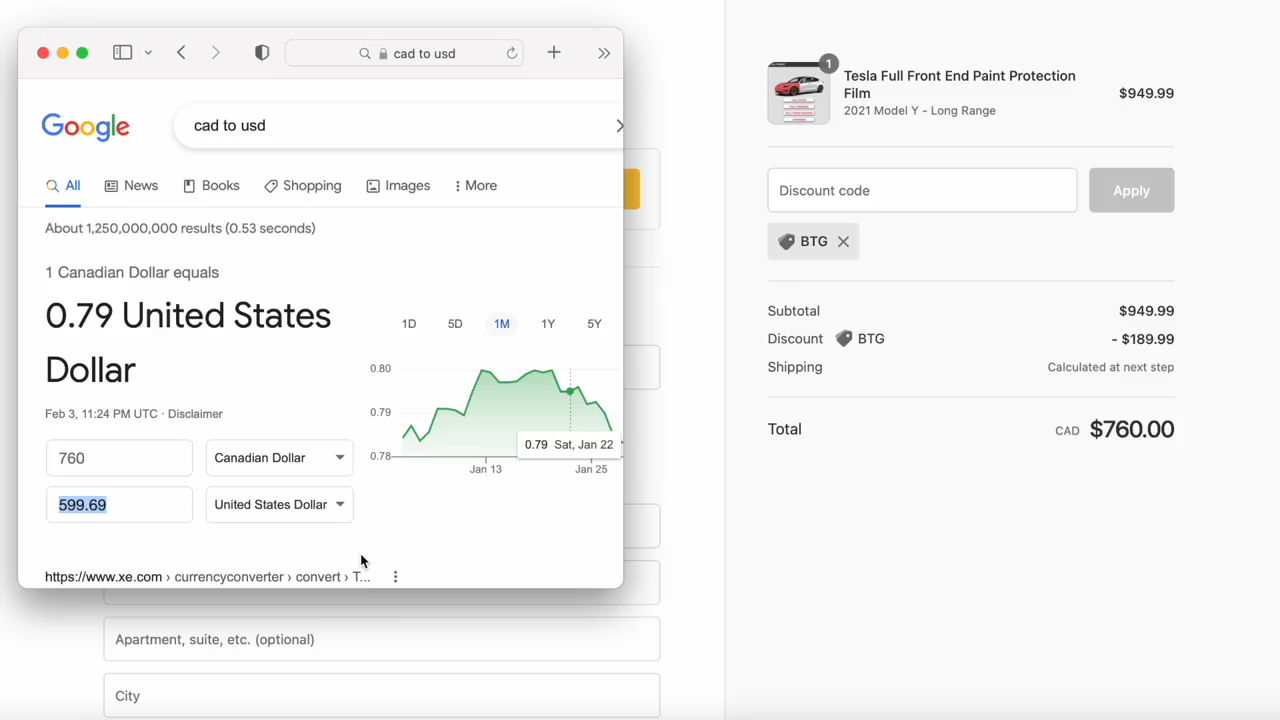 cad to usd
Google
cad to usd
All
News
Books
Shopping
Images
More
About 1,250,000,000 results (0.53 seconds)
1 Canadian Dollar equals
0.79 United States
Dollar
Feb 3, 11:24 PM UTC · Disclaimer
760
Canadian Dollar
599.69
United States Dollar
1D
5D
1M
1Y
5Y
0.80
0.79
0.78
0.79 Sat, Jan 22
Jan 13
Jan 25
https://www.xe.com › currencyconverter › convert › T...
Apartment, suite, etc. (optional)
City
1
Tesla Full Front End Paint Protection
Film
2021 Model Y - Long Range
$949.99
Discount code
Apply
BTG
Subtotal
$949.99
Discount
BTG
- $189.99
Shipping
Calculated at next step
Total
CAD $760.00